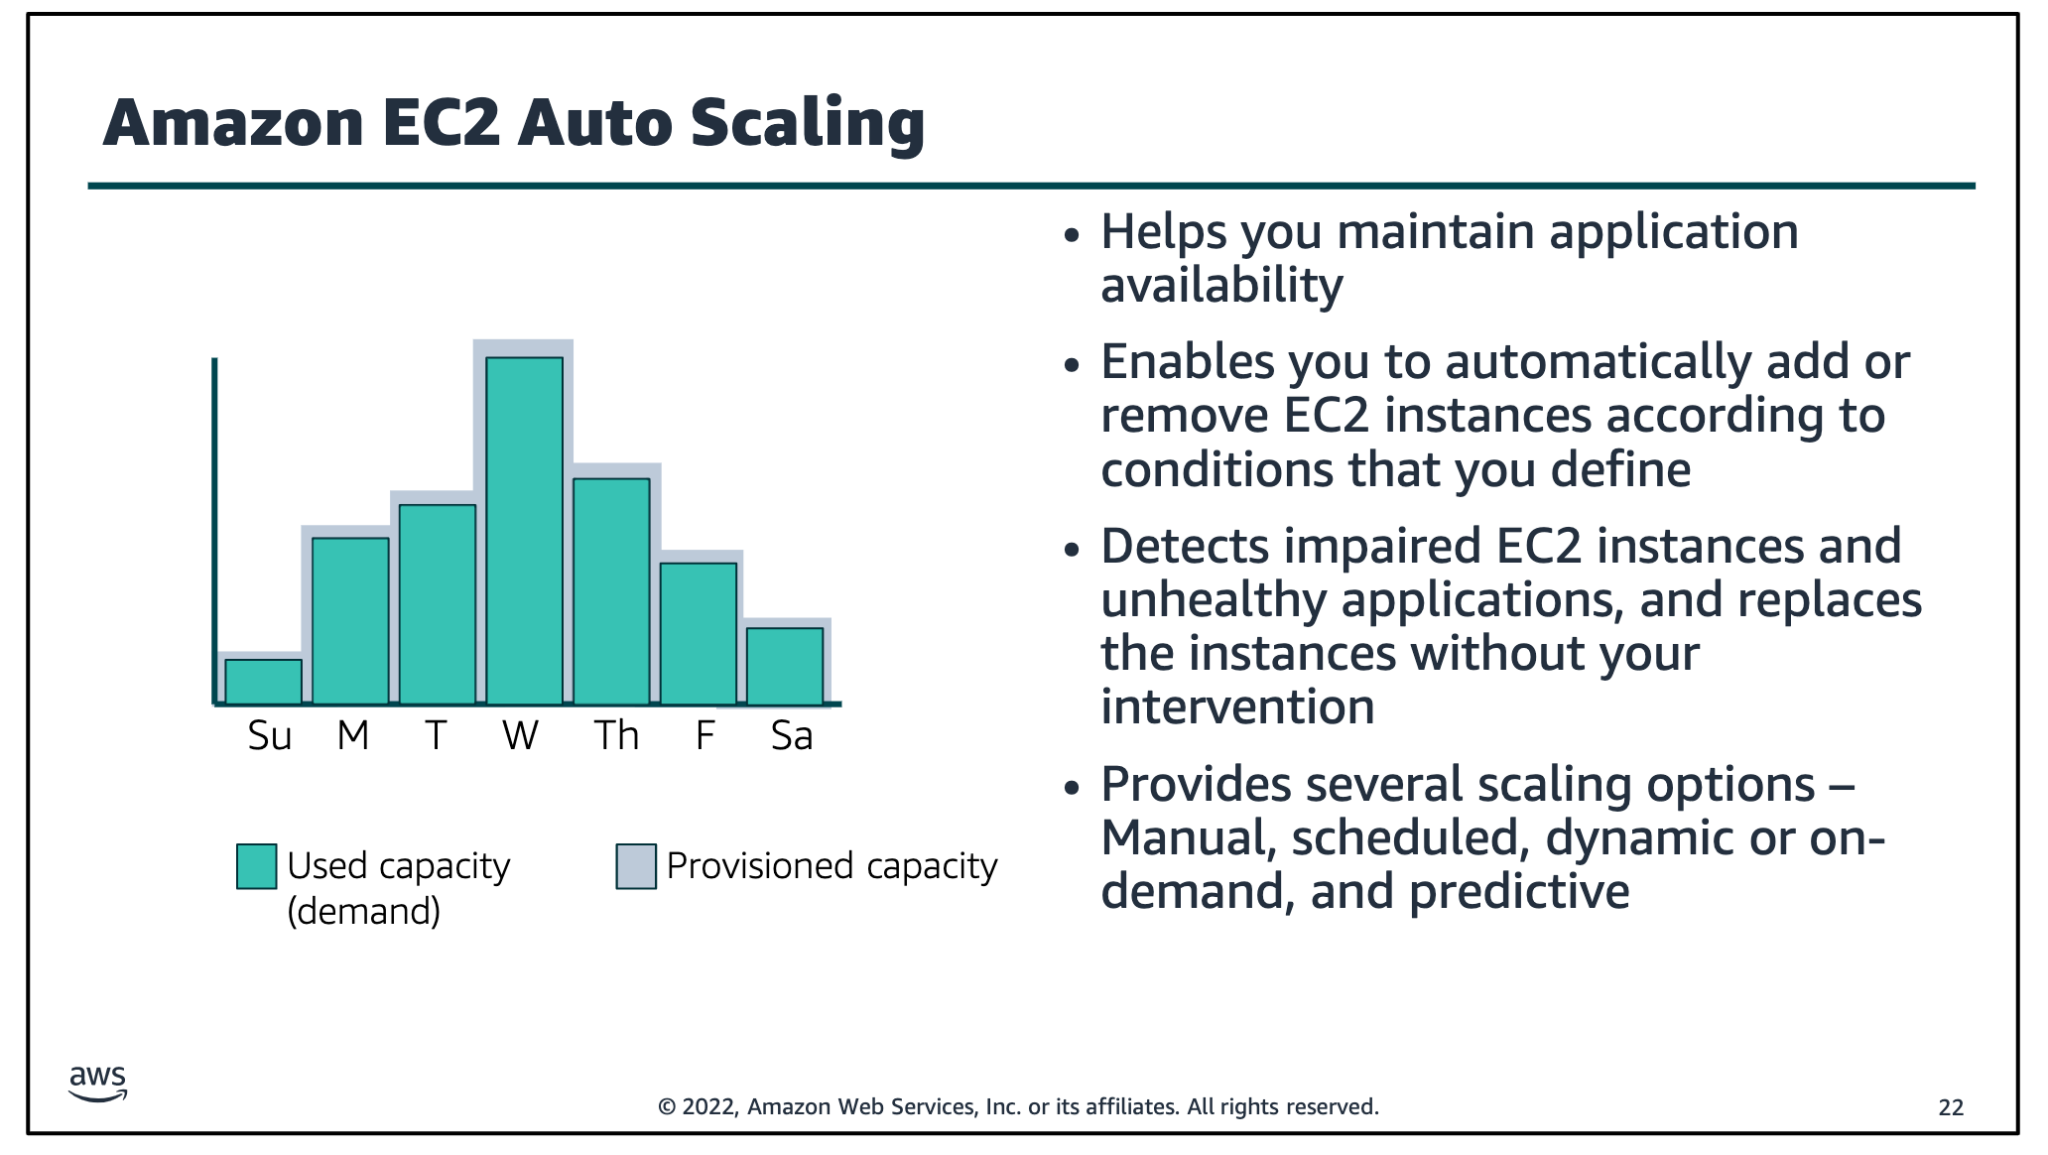 Amazon EC2 Auto Scaling
• Helps you maintain application
availability
• Enables you to automatically add or
remove EC2 instances according to
conditions that you define
• Detects impaired EC2 instances and
unhealthy applications, and replaces
the instances without your
intervention
• Provides several scaling options –
Manual, scheduled, dynamic or on-
demand, and predictive
Su M T W Th F Sa
Used capacity
(demand)
Provisioned capacity
aws
© 2022, Amazon Web Services, Inc. or its affiliates. All rights reserved.
22